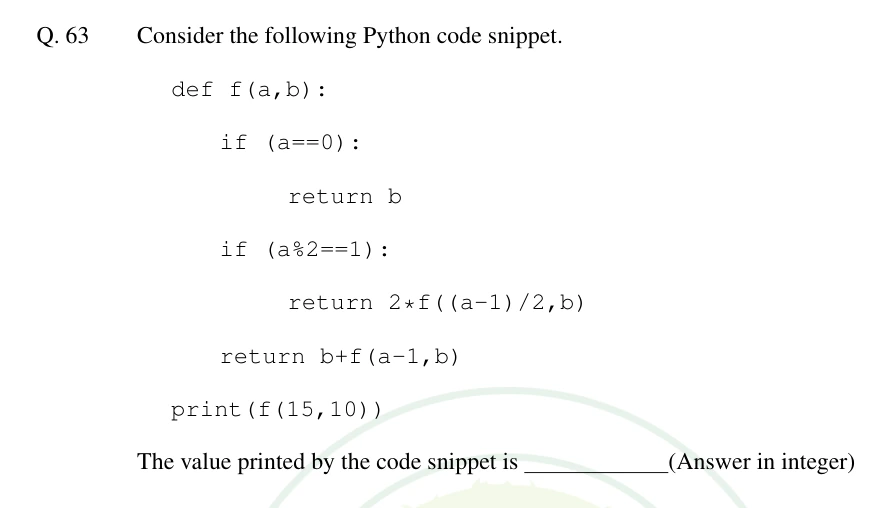 Q. 63 Consider the following Python code snippet.
def f(a,b):
if (a==0):
return b
if (a%2==1):
return 2*f((a-1)/2,b)
return b+f(a-1,b)
print(f(15,10))
The value printed by the code snippet is ____________(Answer in integer)